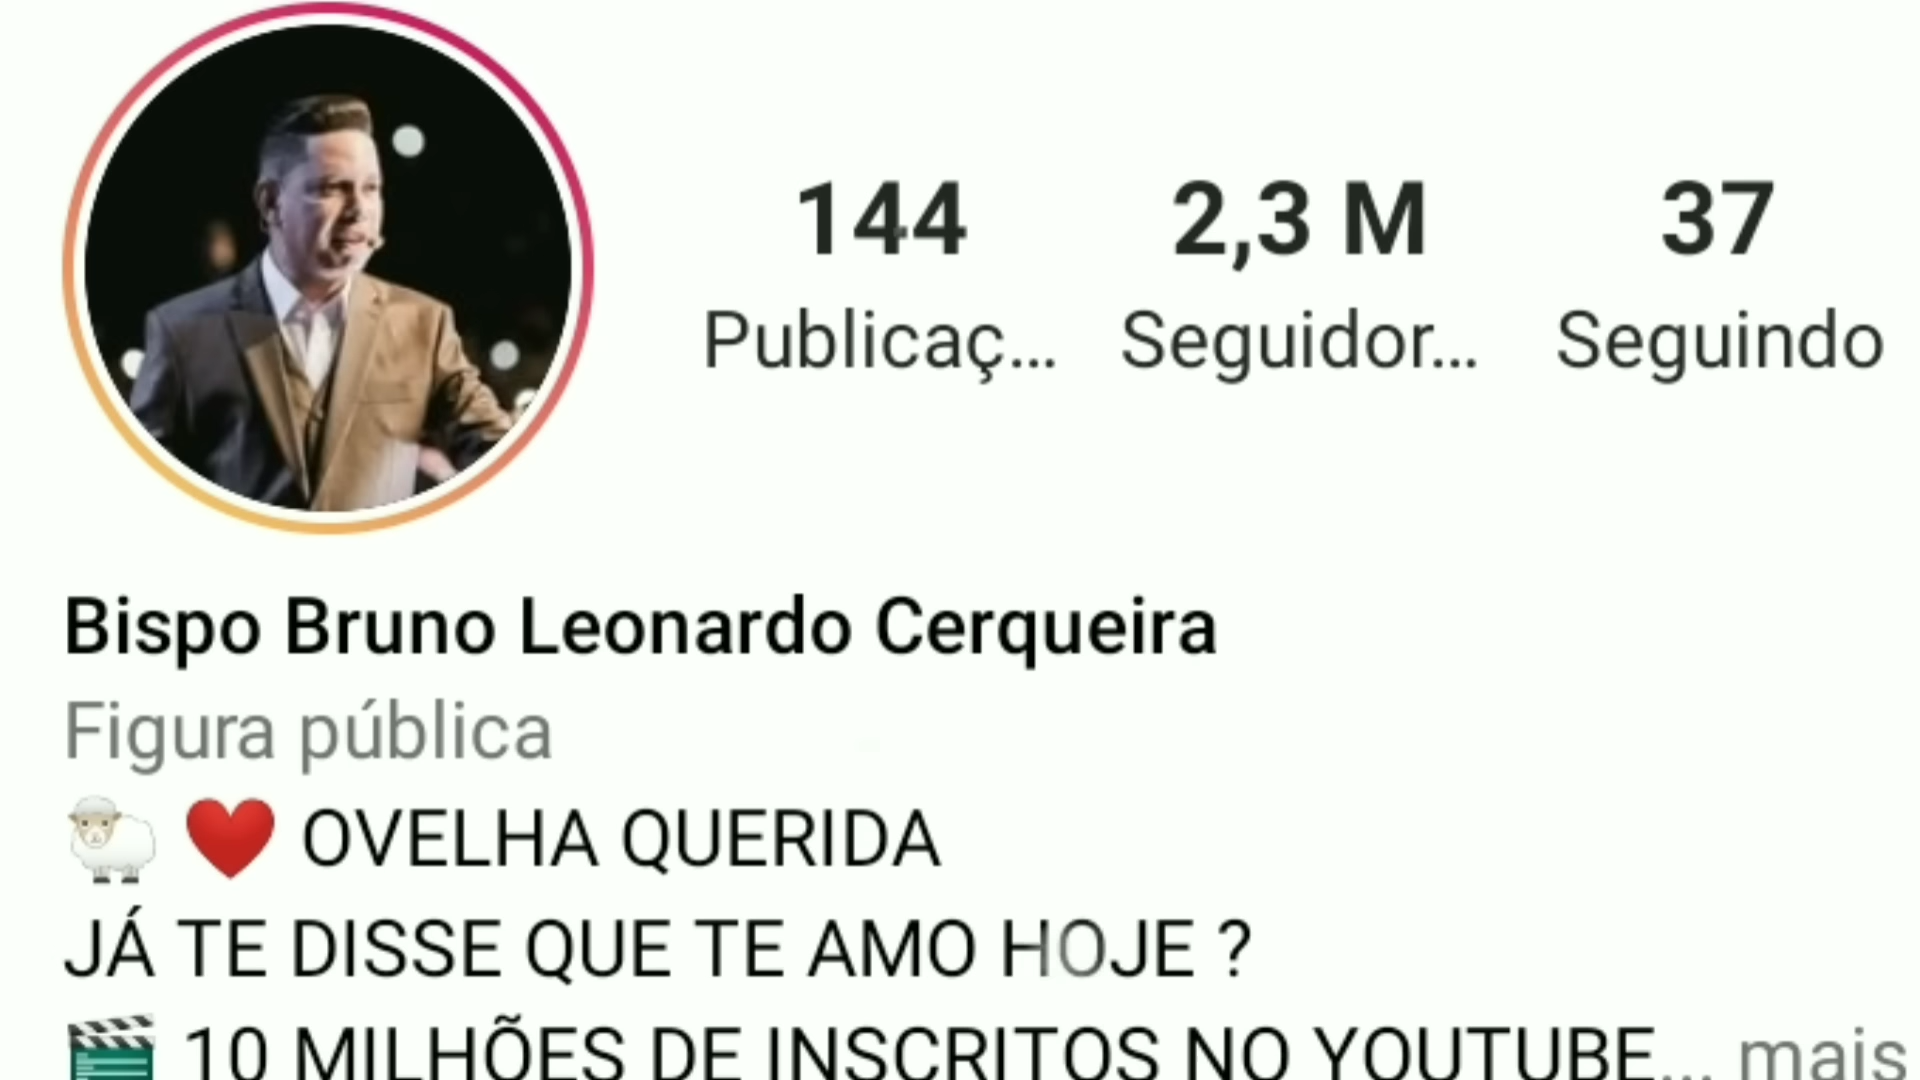 144 2,3 M 37
Publicaç... Seguidor... Seguindo
Bispo Bruno Leonardo Cerqueira
Figura pública
🐑 ❤️ OVELHA QUERIDA
JÁ TE DISSE QUE TE AMO HOJE ?
🎬 10 MILHÕES DE INSCRITOS NO YOUTUBE... mais